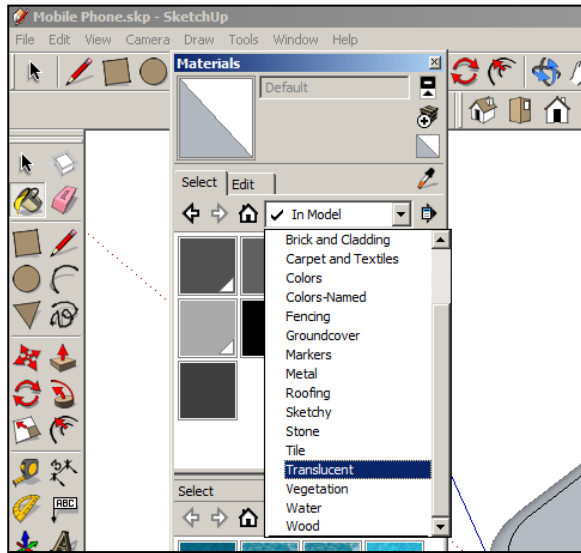 Mobile Phone.skp - SketchUp
File Edit View Camera Draw Tools Window Help
Materials
Default
Select Edit
In Model
Brick and Cladding
Carpet and Textiles
Colors
Colors-Named
Fencing
Groundcover
Markers
Metal
Roofing
Sketchy
Stone
Tile
Translucent
Vegetation
Water
Wood
Select
ABC
A